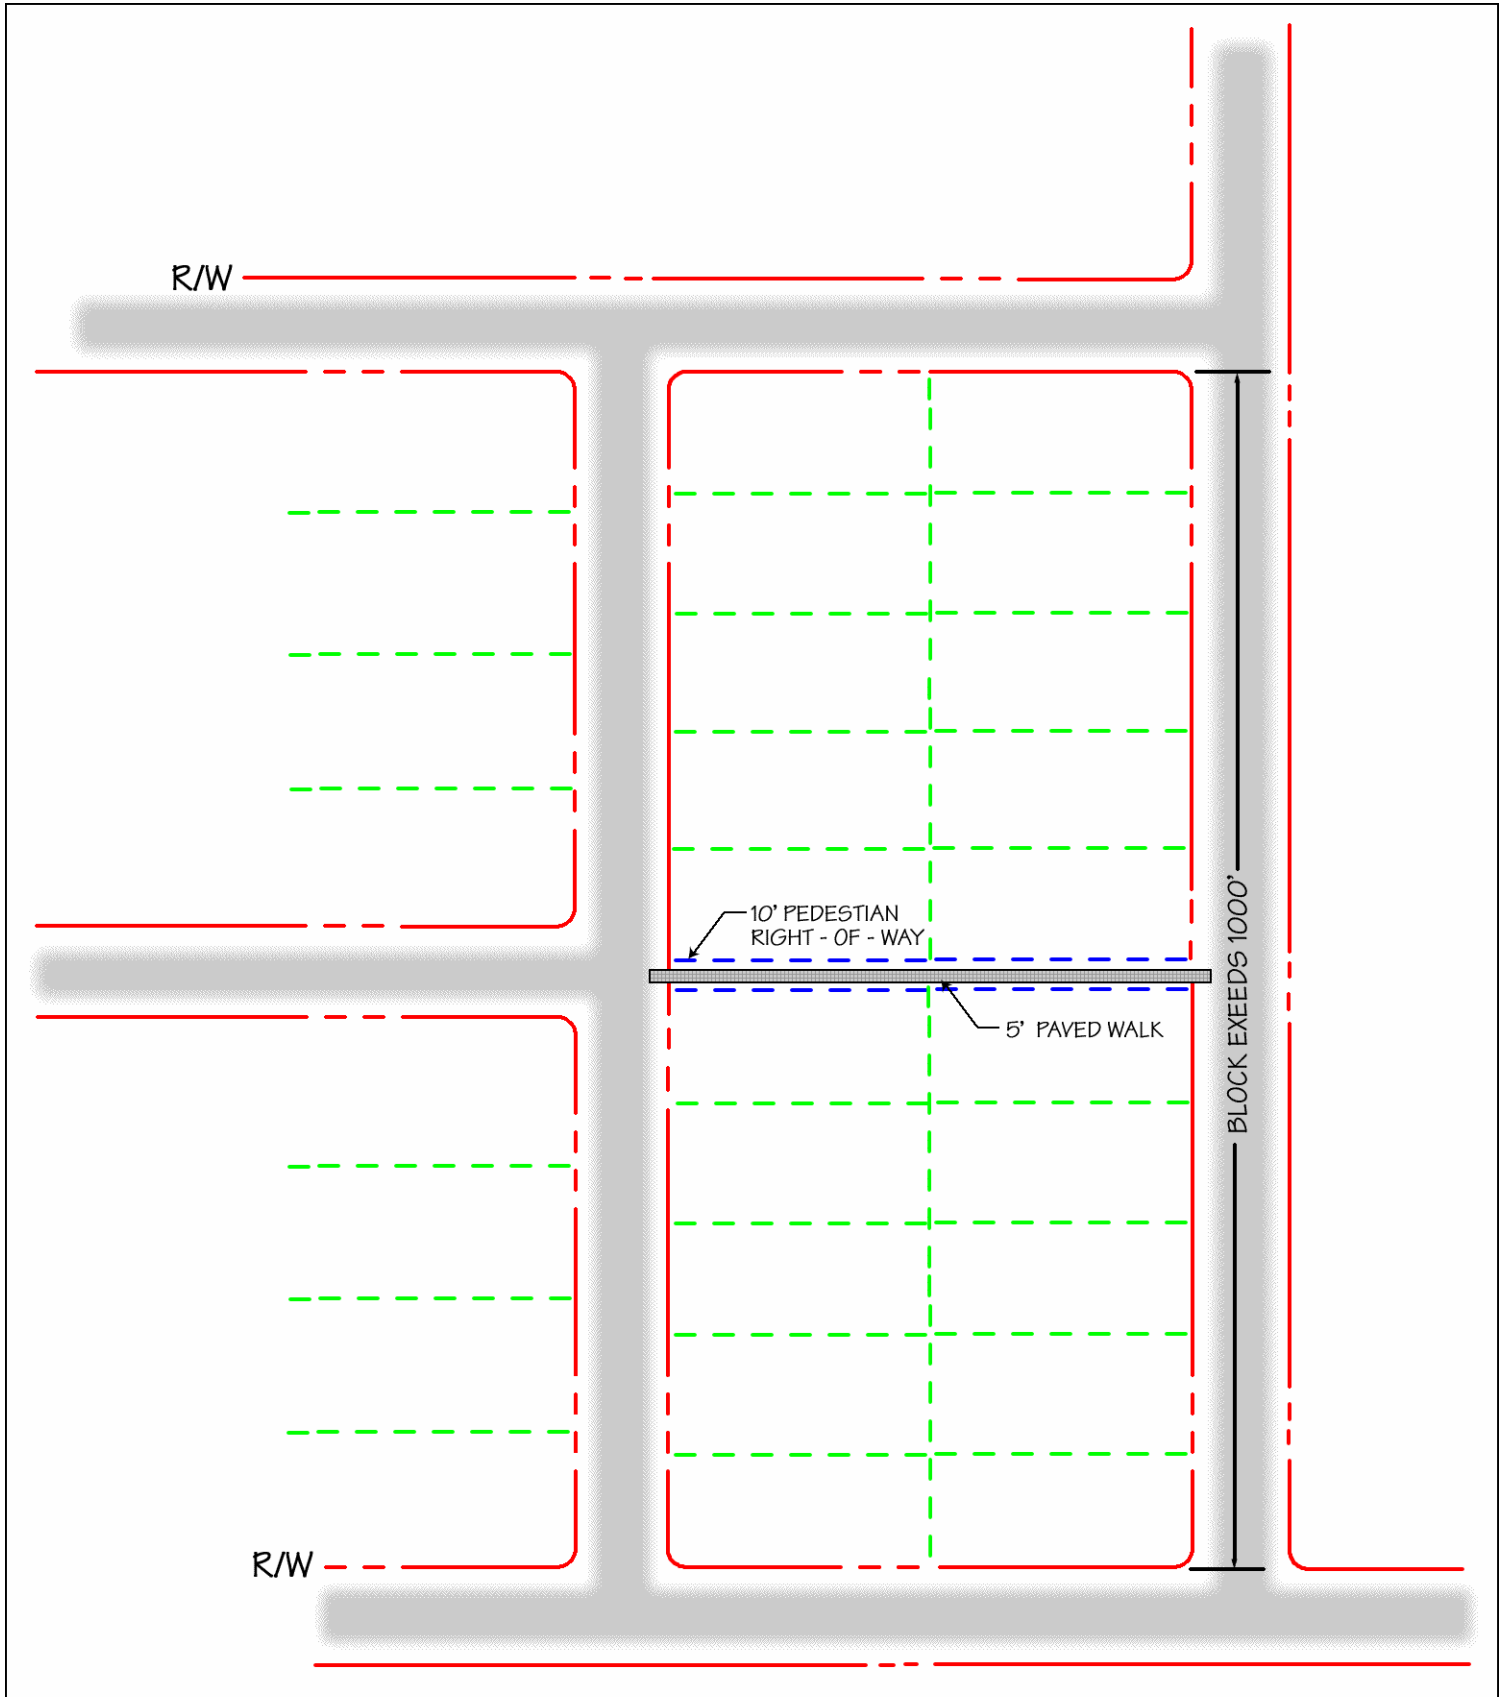 R/W
10' PEDESTIAN
RIGHT - OF - WAY
5' PAVED WALK
BLOCK EXEEDS 1000'
R/W